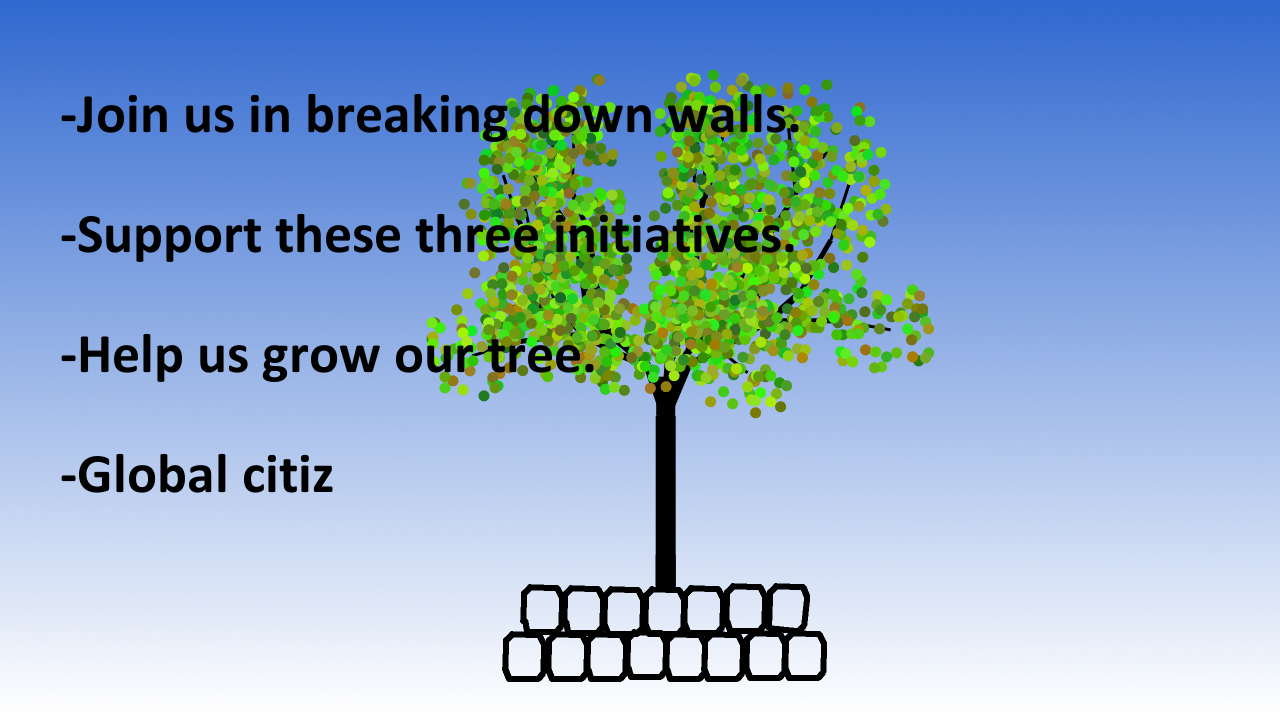 -Join us in breaking down walls.
-Support these three initiatives.
-Help us grow our tree.
-Global citiz